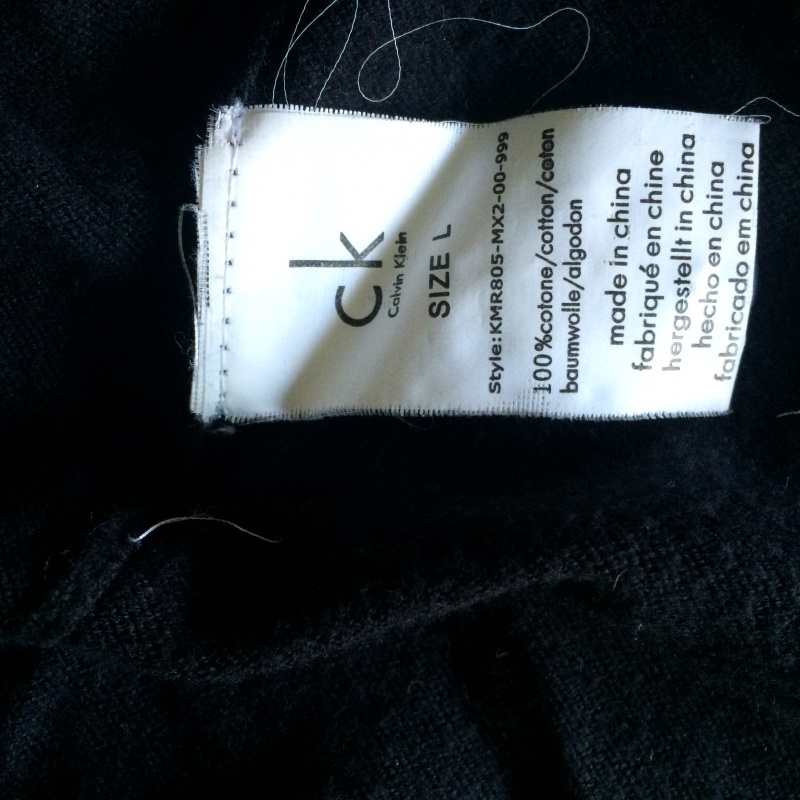 ck
Calvin Klein
SIZE L
Style:KMR805-MX2-00-999
100%cotone/cotton/coton
baumwolle/algodon
made in china
fabriqué en chine
hergestellt in china
hecho en china
fabricado em china